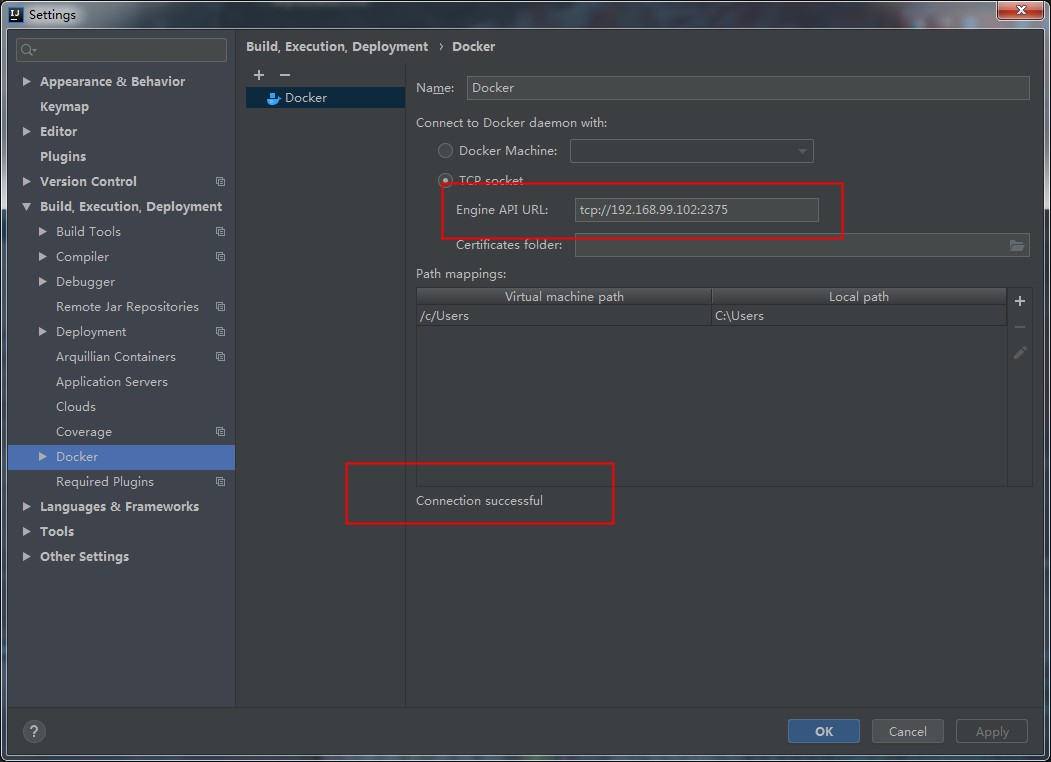 Settings
Build, Execution, Deployment › Docker
Appearance & Behavior
Keymap
Editor
Plugins
Version Control
Build, Execution, Deployment
Build Tools
Compiler
Debugger
Remote Jar Repositories
Deployment
Arquillian Containers
Application Servers
Clouds
Coverage
Docker
Required Plugins
Languages & Frameworks
Tools
Other Settings
Docker
Name: Docker
Connect to Docker daemon with:
Docker Machine:
TCP socket
Engine API URL: tcp://192.168.99.102:2375
Certificates folder:
Path mappings:
Virtual machine path Local path
/c/Users C:\Users
Connection successful
? OK Cancel Apply